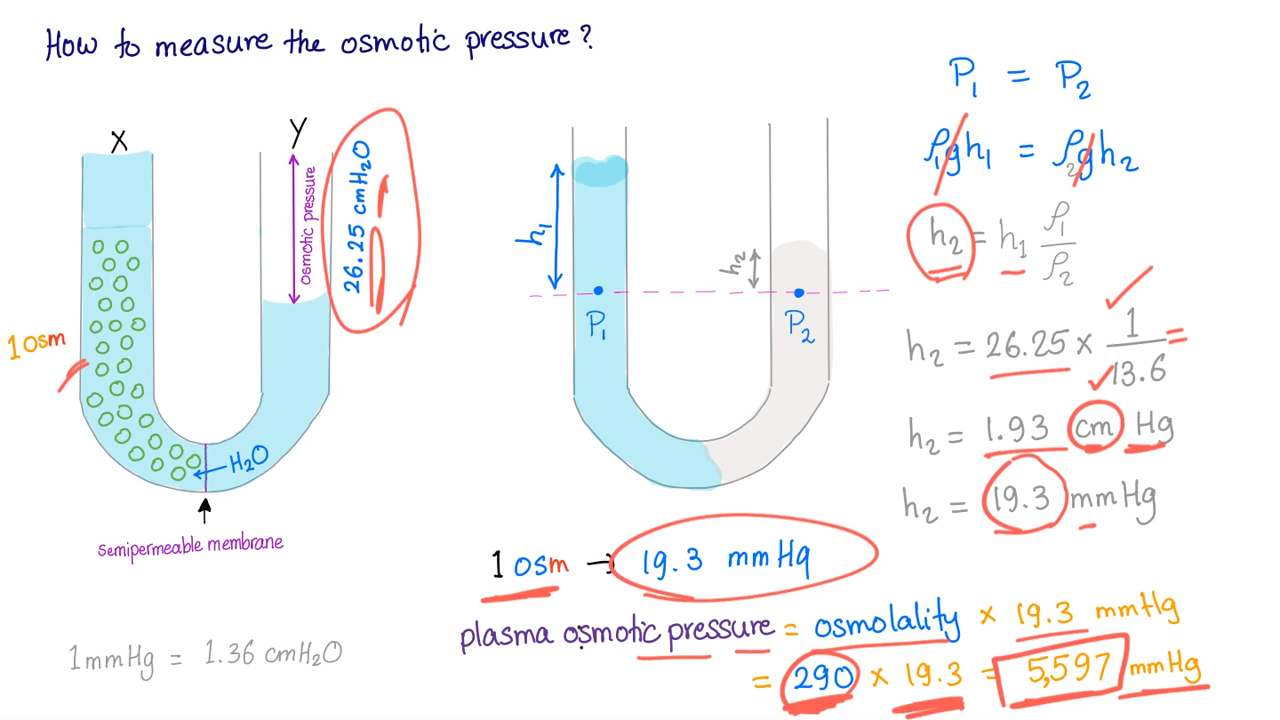 How to measure the osmotic pressure?
X
Y
osmotic pressure
26.25 cmH2O
1 osm
H2O
semipermeable membrane
1 mmHg = 1.36 cmH2O
h1
h2
P1
P2
P1 = P2
ρ1gh1 = ρ2gh2
h2 = h1 ρ1/ρ2
h2 = 26.25 x 1/13.6 =
h2 = 1.93 cm Hg
h2 = 19.3 mmHg
1 osm → 19.3 mmHg
plasma osmotic pressure = osmolality x 19.3 mmHg
= 290 x 19.3 = 5,597 mmHg